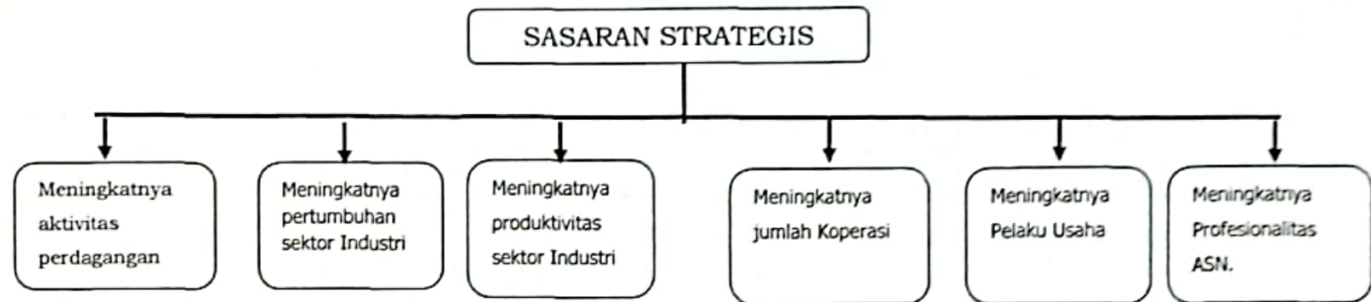 SASARAN STRATEGIS
Meningkatnya
aktivitas
perdagangan
Meningkatnya
pertumbuhan
sektor Industri
Meningkatnya
produktivitas
sektor Industri
Meningkatnya
jumlah Koperasi
Meningkatnya
Pelaku Usaha
Meningkatnya
Profesionalitas
ASN.